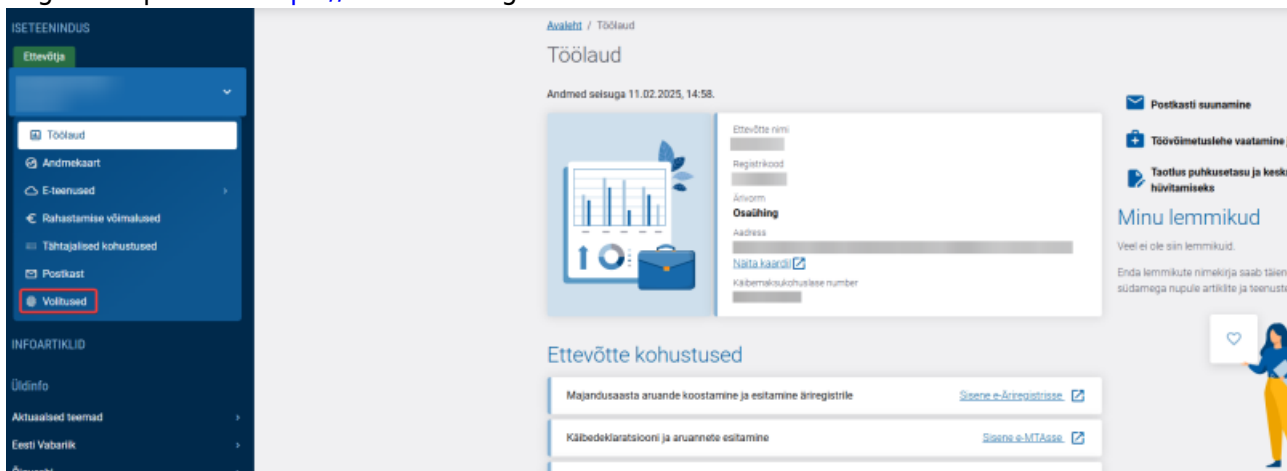 ISETEENINDUS
Ettevõtja
Töölaud
Andmekaart
E-teenused
Rahastamise võimalused
Tähtajalised kohustused
Postkast
Volitused
INFOARTIKLID
Üldinfo
Aktuaalsed teemad
Eesti Vabariik
Avaleht / Töölaud
Töölaud
Andmed seisuga 11.02.2025, 14:58.
Ettevõtte nimi
Registrikood
Ärivorm
Osaühing
Aadress
Näita kaardil
Käibemaksukohuslase number
Ettevõtte kohustused
Majandusaasta aruande koostamine ja esitamine äriregistrile Sisene e-Äriregistrisse
Käibedeklaratsiooni ja aruannete esitamine Sisene e-MTAsse
Postkasti suunamine
Töövõimetuslehe vaatamine
Taotlus puhkusetasu ja
hüvitamiseks
Minu lemmikud
Veel ei ole siin lemmikuid.
Enda lemmikute nimekirja saab
südamega nupule artiklite ja